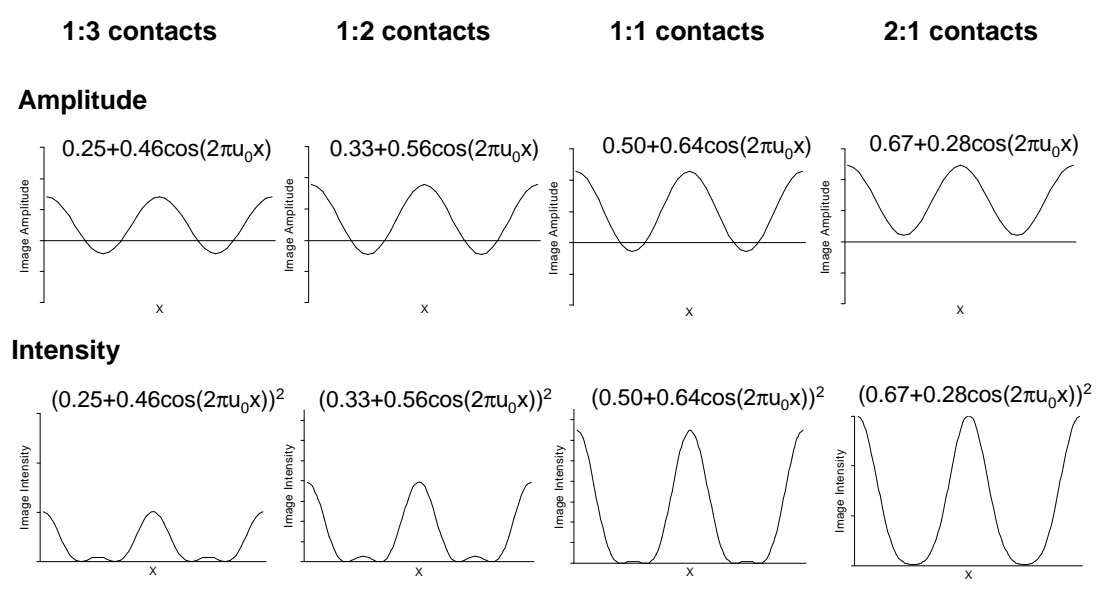 1:3 contacts 1:2 contacts 1:1 contacts 2:1 contacts
Amplitude
0.25+0.46cos(2πu₀x) 0.33+0.56cos(2πu₀x) 0.50+0.64cos(2πu₀x) 0.67+0.28cos(2πu₀x)
Image Amplitude Image Amplitude Image Amplitude Image Amplitude
X X X X
Intensity
(0.25+0.46cos(2πu₀x))² (0.33+0.56cos(2πu₀x))² (0.50+0.64cos(2πu₀x))² (0.67+0.28cos(2πu₀x))²
Image Intensity Image Intensity Image Intensity Image Intensity
X X X X